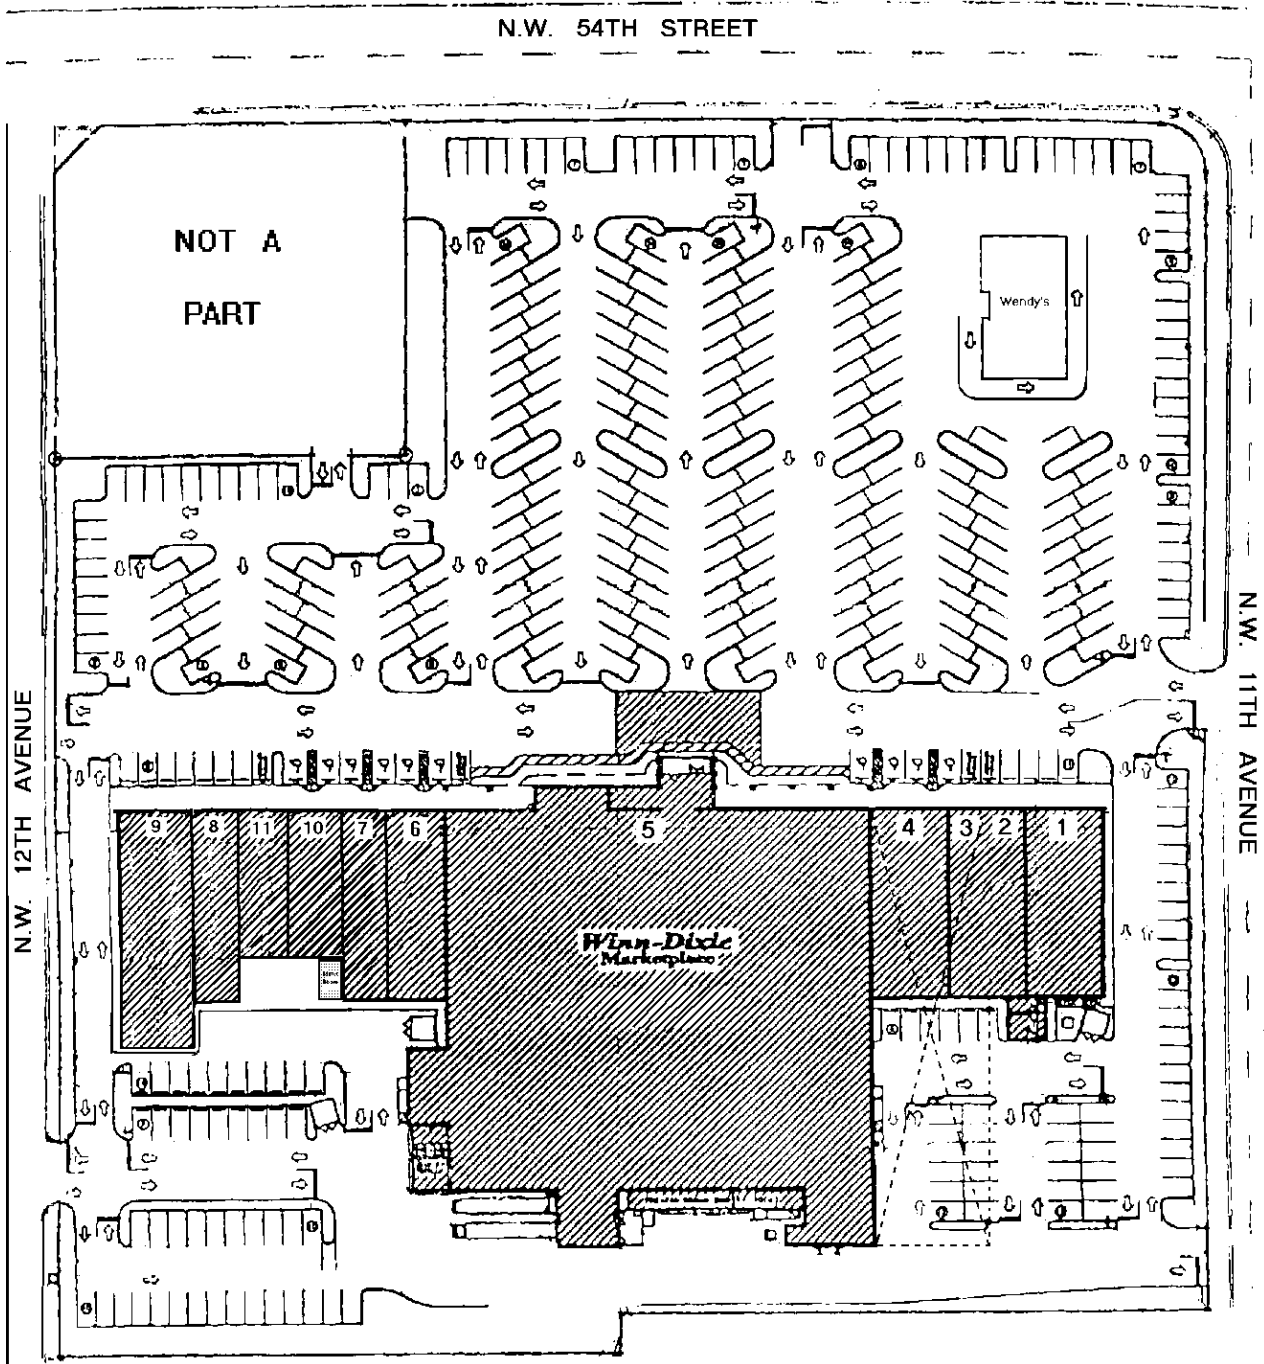 N.W. 54TH STREET
NOT A
PART
Wendy's
N.W. 12TH AVENUE
N.W. 11TH AVENUE
9 8 11 10 7 6 5 4 3 2 1
Winn-Dixie
Marketplace